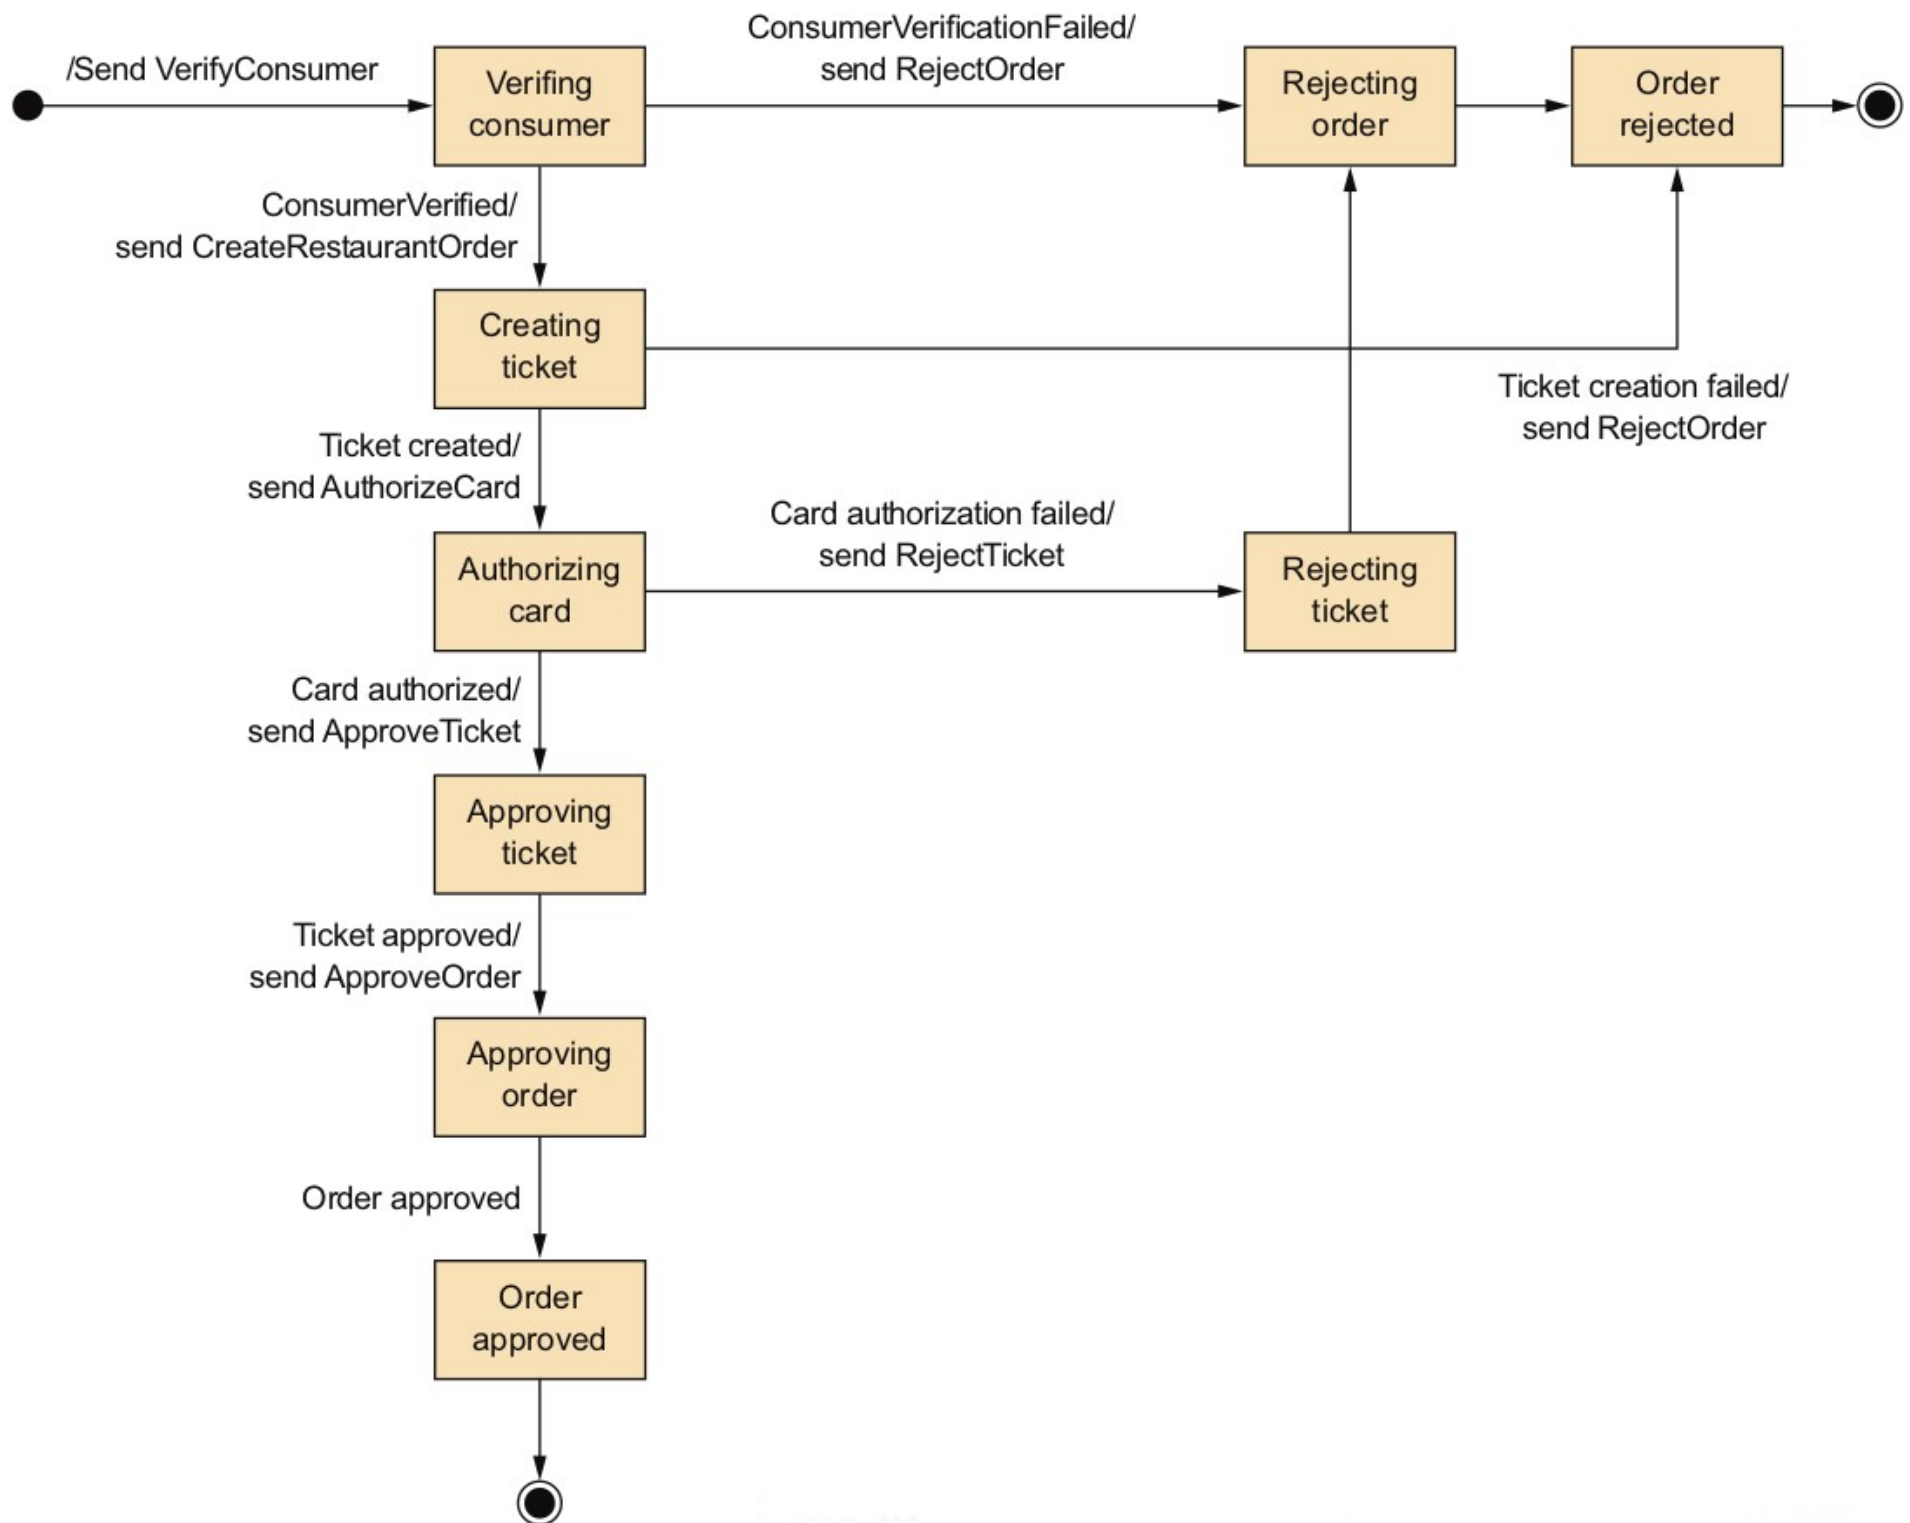 ConsumerVerificationFailed/
send RejectOrder
/Send VerifyConsumer
Verifing
consumer
Rejecting
order
Order
rejected
ConsumerVerified/
send CreateRestaurantOrder
Creating
ticket
Ticket creation failed/
send RejectOrder
Ticket created/
send AuthorizeCard
Card authorization failed/
send RejectTicket
Authorizing
card
Rejecting
ticket
Card authorized/
send ApproveTicket
Approving
ticket
Ticket approved/
send ApproveOrder
Approving
order
Order approved
Order
approved